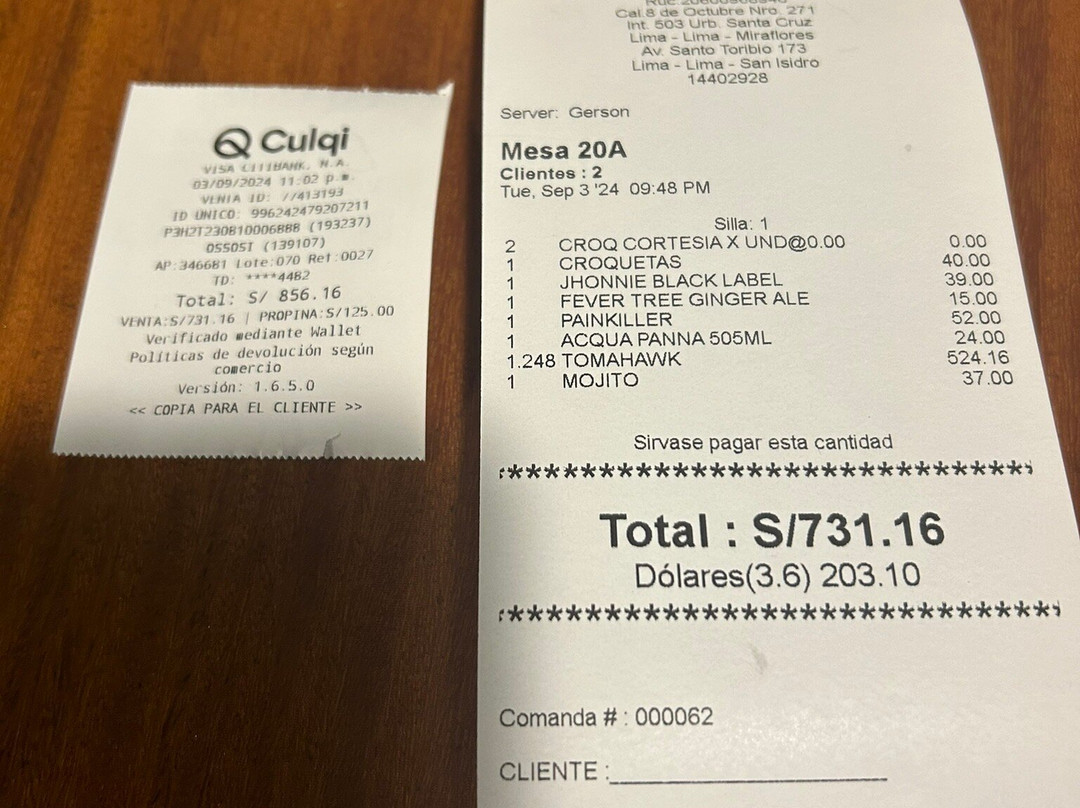 Culqi
VISA CITIBANK, N.A.
03/09/2024 11:02 p.m.
VENTA ID: 77413193
ID UNICO: 996242479207211
P3H2T230810006888 (193237)
05505T (139107)
AP:346681 Lote:070 Ref:0027
TD: ****4482
Total: S/ 856.16
VENTA:S/731.16 | PROPINA:S/125.00
Verificado mediante Wallet
Políticas de devolución según
comercio
Versión: 1.6.5.0
<< COPIA PARA EL CLIENTE >>
Cal.8 de Octubre Nro. 271
Int. 503 Urb. Santa Cruz
Lima - Lima - Miraflores
Av. Santo Toribio 173
Lima - Lima - San Isidro
14402928
Server: Gerson
Mesa 20A
Clientes : 2
Tue, Sep 3 '24 09:48 PM
Silla: 1
2 CROQ CORTESIA X UND@0.00 0.00
1 CROQUETAS 40.00
1 JHONNIE BLACK LABEL 39.00
1 FEVER TREE GINGER ALE 15.00
1 PAINKILLER 52.00
1 ACQUA PANNA 505ML 24.00
1.248 TOMAHAWK 524.16
1 MOJITO 37.00
Sirvase pagar esta cantidad
Total : S/731.16
Dólares(3.6) 203.10
Comanda # : 000062
CLIENTE :